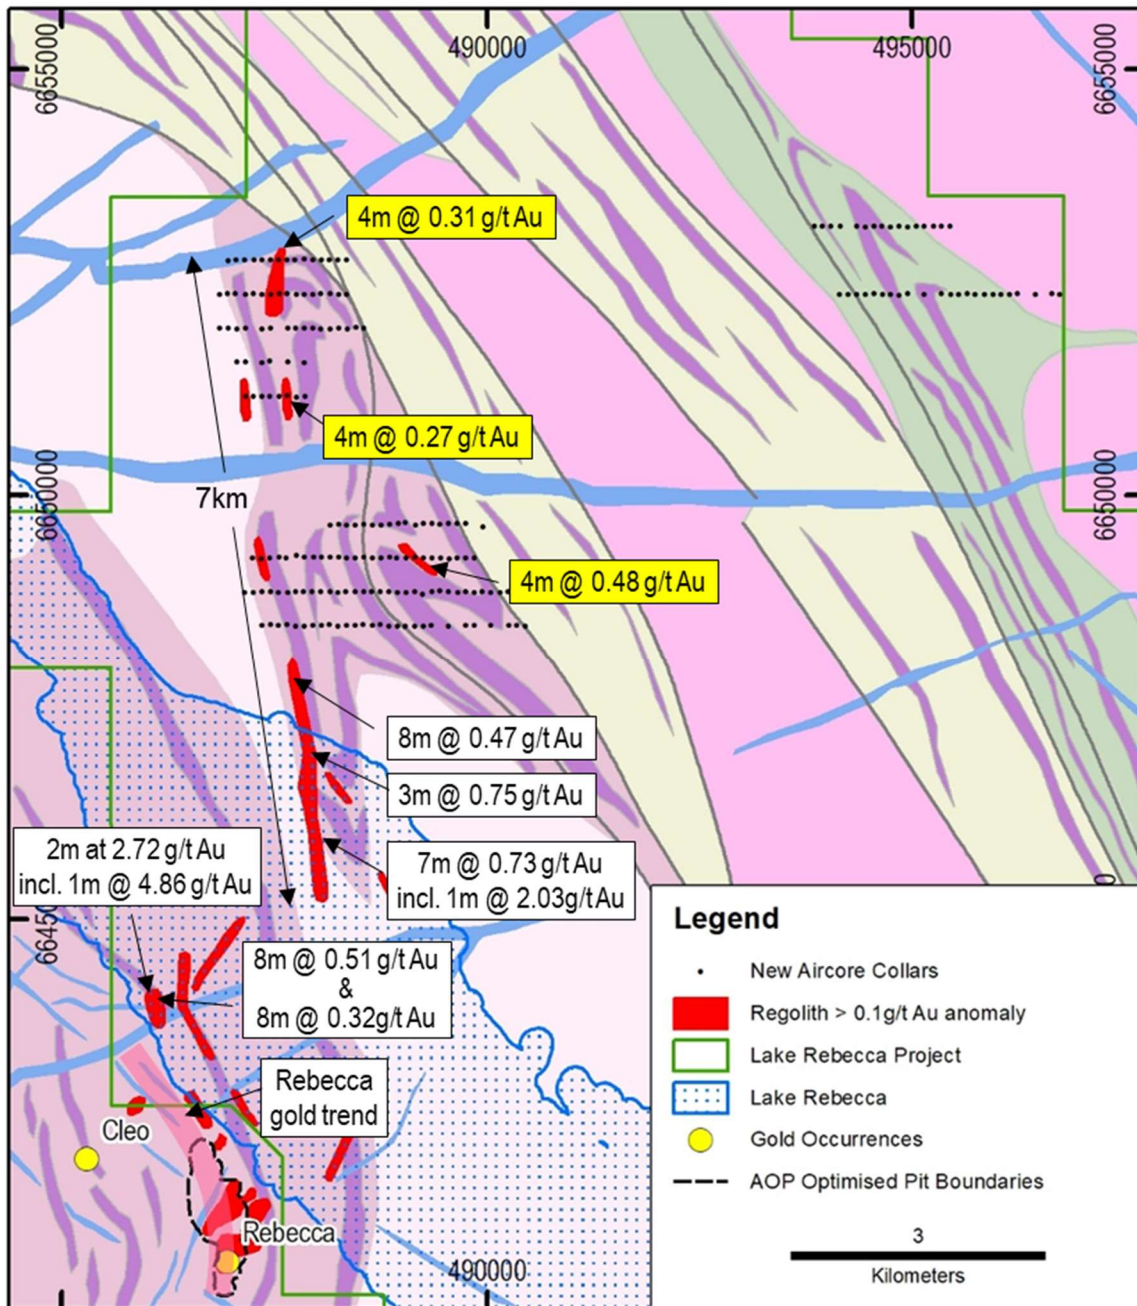 490000
495000
6655000
6655000
4m @ 0.31 g/t Au
4m @ 0.27 g/t Au
6650000
7km
6650000
4m @ 0.48 g/t Au
8m @ 0.47 g/t Au
3m @ 0.75 g/t Au
2m at 2.72 g/t Au
incl. 1m @ 4.86 g/t Au
7m @ 0.73 g/t Au
incl. 1m @ 2.03g/t Au
66450
8m @ 0.51 g/t Au
&
8m @ 0.32g/t Au
Rebecca
gold trend
Cleo
Rebecca
490000
Legend
New Aircore Collars
Regolith > 0.1g/t Au anomaly
Lake Rebecca Project
Lake Rebecca
Gold Occurrences
AOP Optimised Pit Boundaries
3
Kilometers